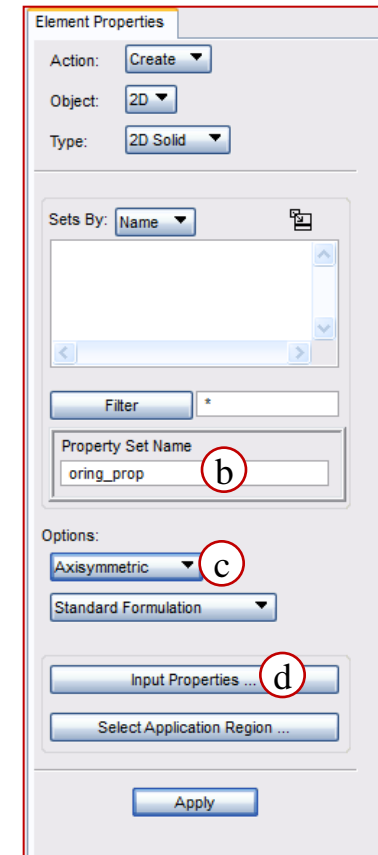 Element Properties
Action: Create
Object: 2D
Type: 2D Solid
Sets By: Name
Filter *
Property Set Name
oring_prop b
Options:
Axisymmetric c
Standard Formulation
Input Properties ... d
Select Application Region ...
Apply